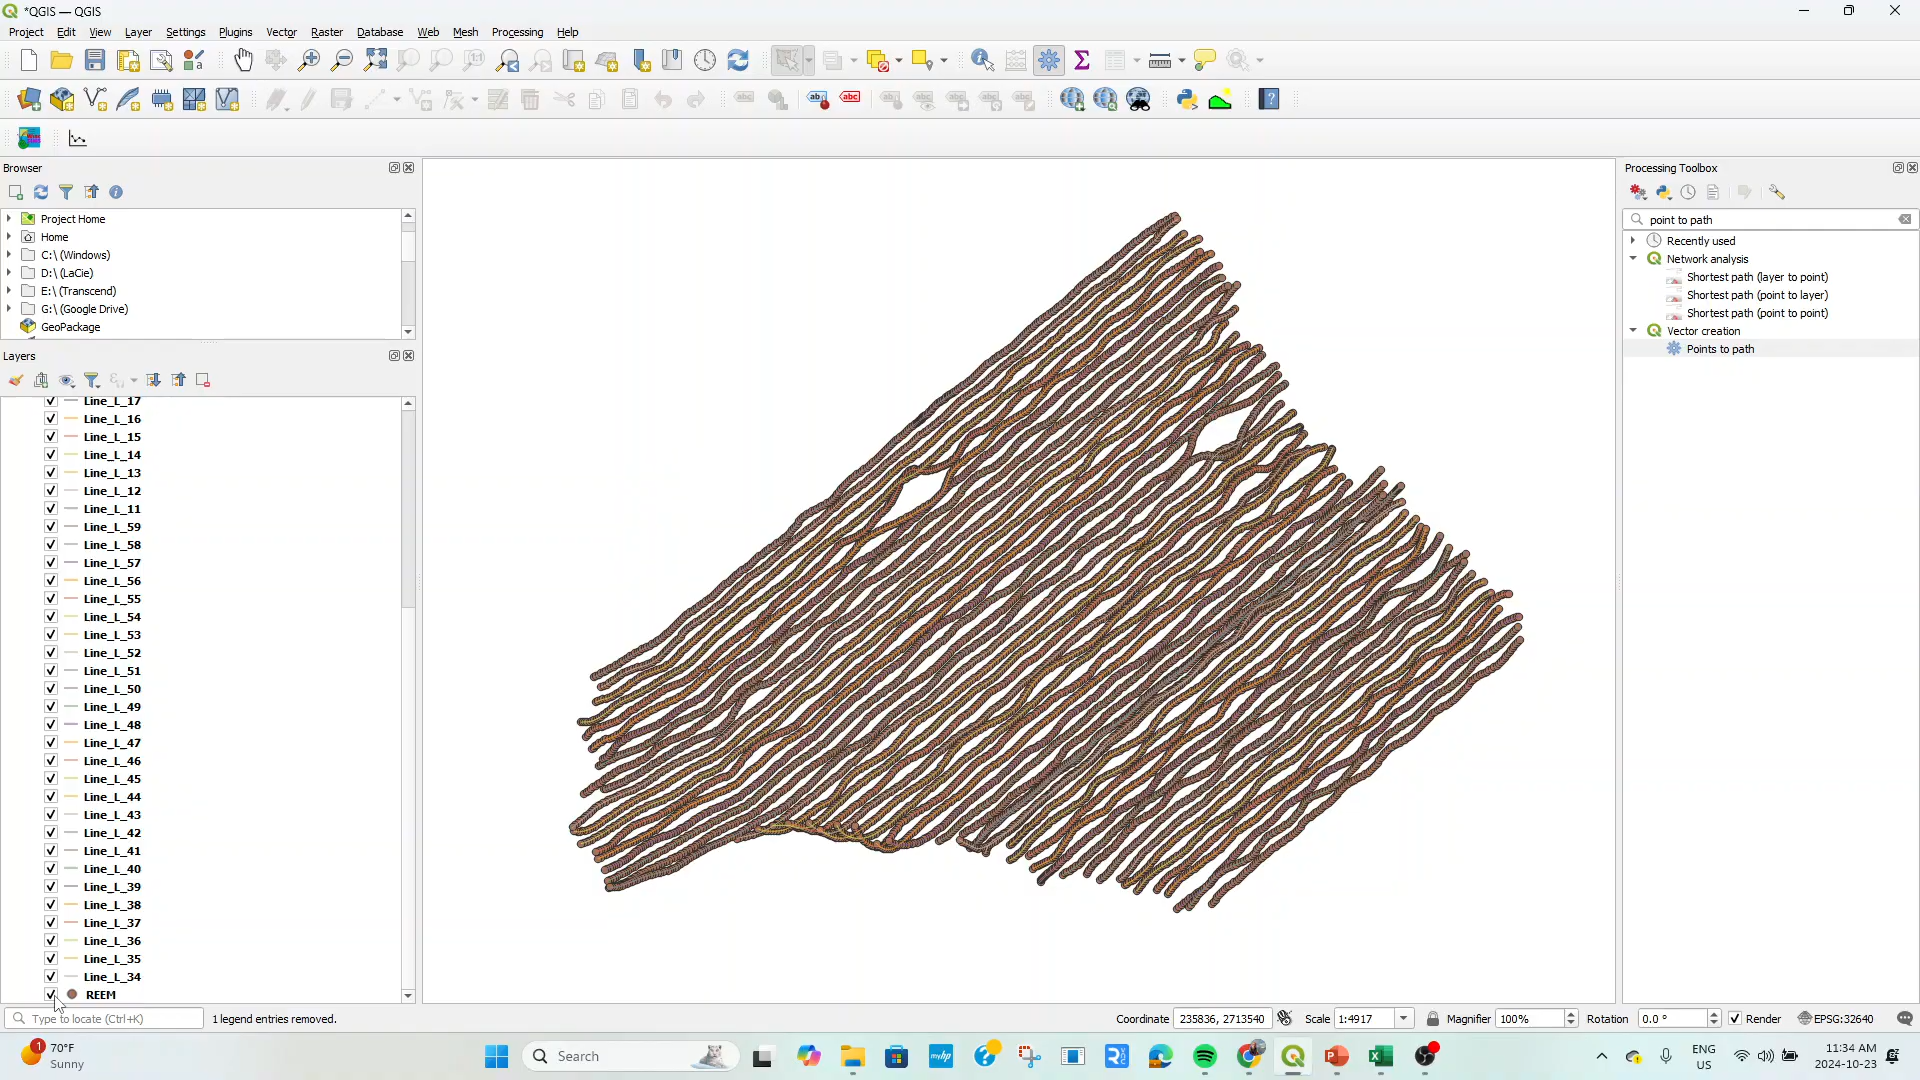 *QGIS — QGIS
Project Edit View Layer Settings Plugins Vector Raster Database Web Mesh Processing Help
Browser
Project Home
Home
C:\ (Windows)
D:\ (LaCie)
E:\ (Transcend)
G:\ (Google Drive)
GeoPackage
Layers
Line_L_17
Line_L_16
Line_L_15
Line_L_14
Line_L_13
Line_L_12
Line_L_11
Line_L_59
Line_L_58
Line_L_57
Line_L_56
Line_L_55
Line_L_54
Line_L_53
Line_L_52
Line_L_51
Line_L_50
Line_L_49
Line_L_48
Line_L_47
Line_L_46
Line_L_45
Line_L_44
Line_L_43
Line_L_42
Line_L_41
Line_L_40
Line_L_39
Line_L_38
Line_L_37
Line_L_36
Line_L_35
Line_L_34
REEM
Processing Toolbox
point to path
Recently used
Network analysis
Shortest path (layer to point)
Shortest path (point to layer)
Shortest path (point to point)
Vector creation
Points to path
Type to locate (Ctrl+K) 1 legend entries removed. Coordinate 235836, 2713540 Scale 1:4917 Magnifier 100% Rotation 0.0 ° Render EPSG:32640
1
70°F
Sunny
Search
ENG
US
11:34 AM
2024-10-23